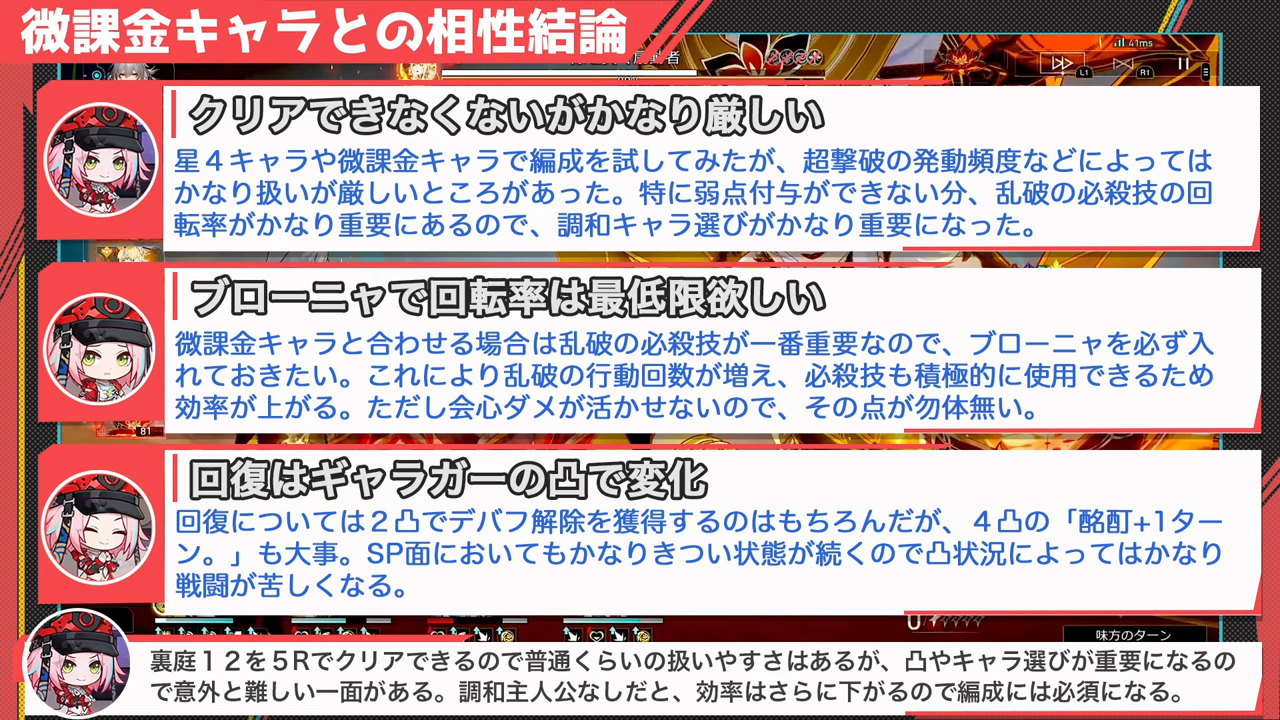 微課金キャラとの相性結論
41ms
L1
R1
クリアできなくないがかなり厳しい
星４キャラや微課金キャラで編成を試してみたが、超撃破の発動頻度などによっては
かなり扱いが厳しいところがあった。特に弱点付与ができない分、乱破の必殺技の回
転率がかなり重要にあるので、調和キャラ選びがかなり重要になった。
ブローニャで回転率は最低限欲しい
微課金キャラと合わせる場合は乱破の必殺技が一番重要なので、ブローニャを必ず入
れておきたい。これにより乱破の行動回数が増え、必殺技も積極的に使用できるため
効率が上がる。ただし会心ダメが活かせないので、その点が勿体無い。
81
回復はギャラガーの凸で変化
回復については２凸でデバフ解除を獲得するのはもちろんだが、４凸の「酩酊+1ター
ン。」も大事。SP面においてもかなりきつい状態が続くので凸状況によってはかなり
戦闘が苦しくなる。
味方のターン
裏庭１２を５Rでクリアできるので普通くらいの扱いやすさはあるが、凸やキャラ選びが重要になるの
で意外と難しい一面がある。調和主人公なしだと、効率はさらに下がるので編成には必須になる。